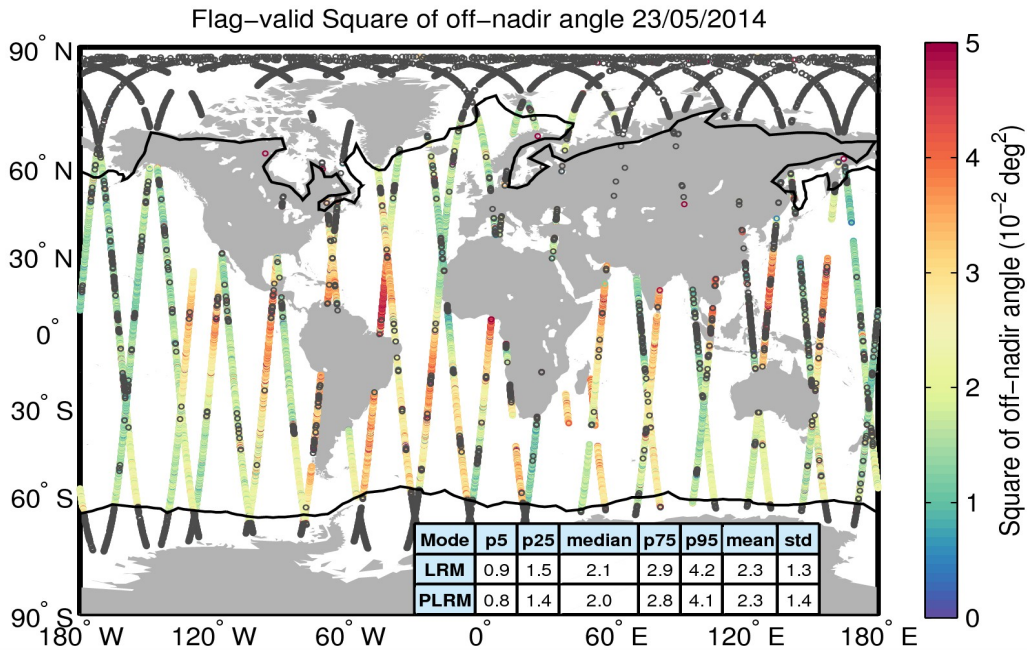 Flag−valid Square of off−nadir angle 23/05/2014
90° N
60° N
30° N
0°
30° S
60° S
90° S
180° W
120° W
60° W
0°
60° E
120° E
180° E
Mode p5 p25 median p75 p95 mean std
LRM 0.9 1.5 2.1 2.9 4.2 2.3 1.3
PLRM 0.8 1.4 2.0 2.8 4.1 2.3 1.4
5
4
3
2
1
0
Square of off−nadir angle (10⁻² deg²)